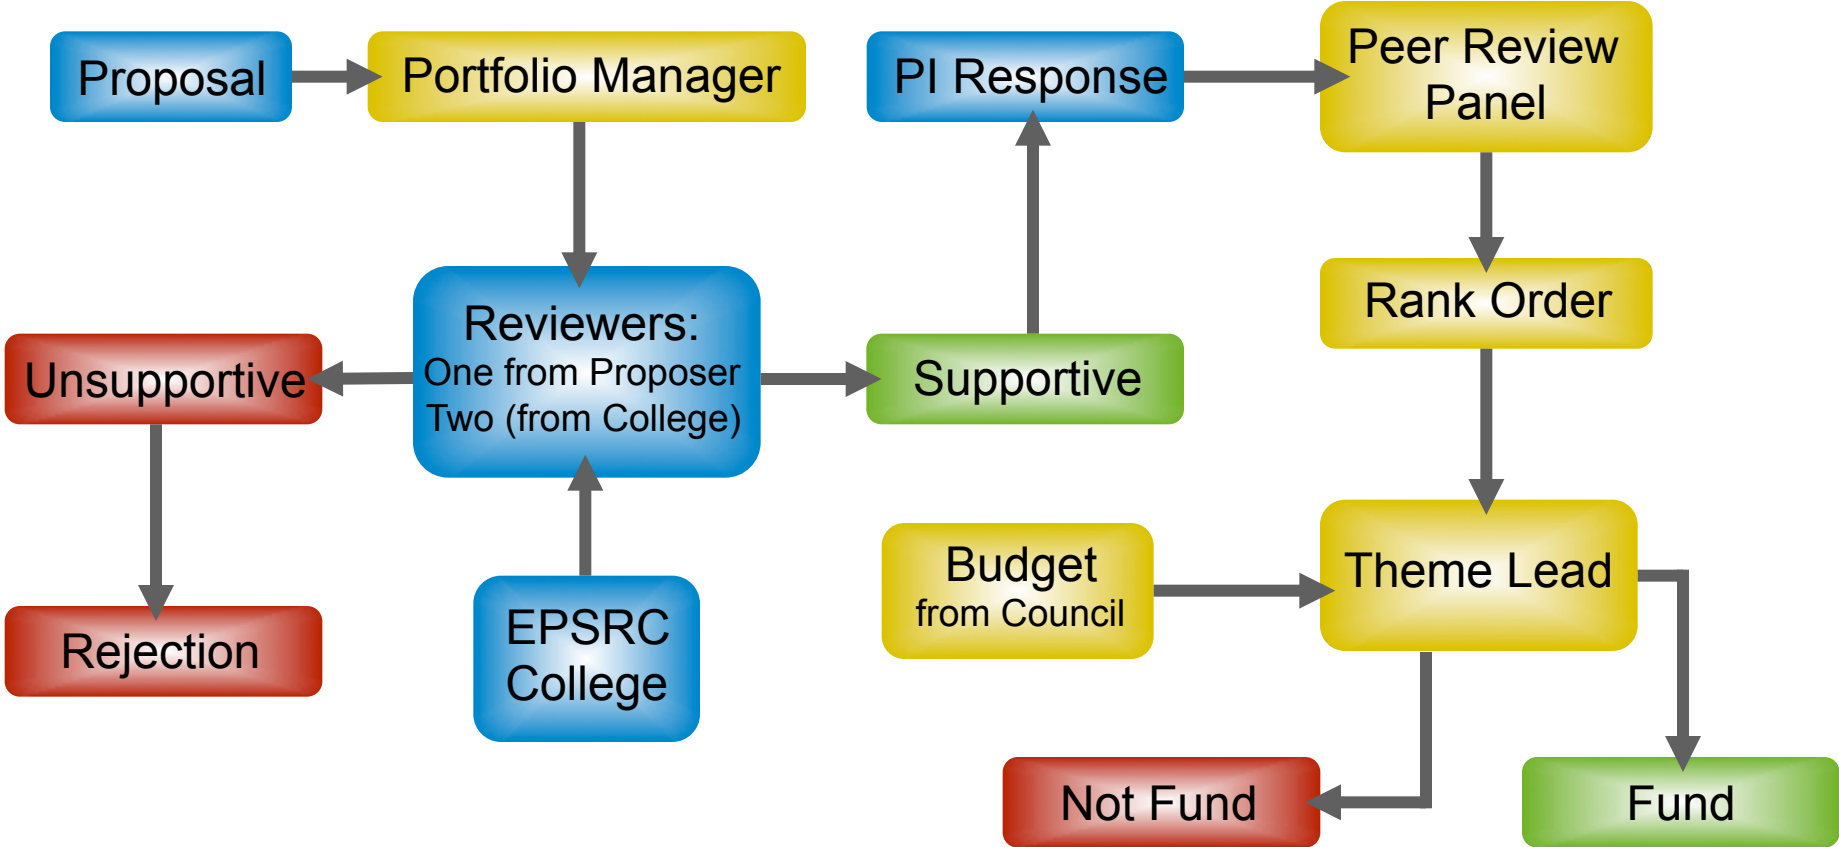 Proposal
Portfolio Manager
PI Response
Peer Review
Panel
Reviewers:
One from Proposer
Two (from College)
Unsupportive
Supportive
Rank Order
Rejection
EPSRC
College
Budget
from Council
Theme Lead
Not Fund
Fund